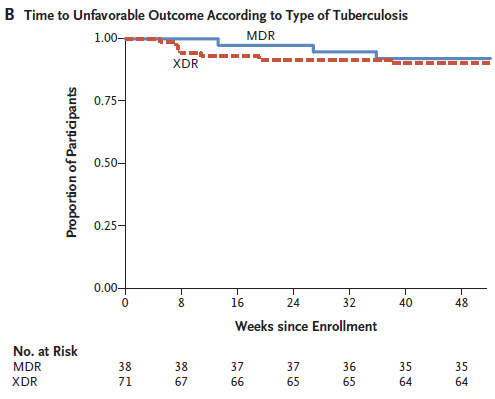 B Time to Unfavorable Outcome According to Type of Tuberculosis
1.00
MDR
XDR
0.75
Proportion of Participants
0.50
0.25
0.00
0 8 16 24 32 40 48
Weeks since Enrollment
No. at Risk
MDR 38 38 37 37 36 35 35
XDR 71 67 66 65 65 64 64